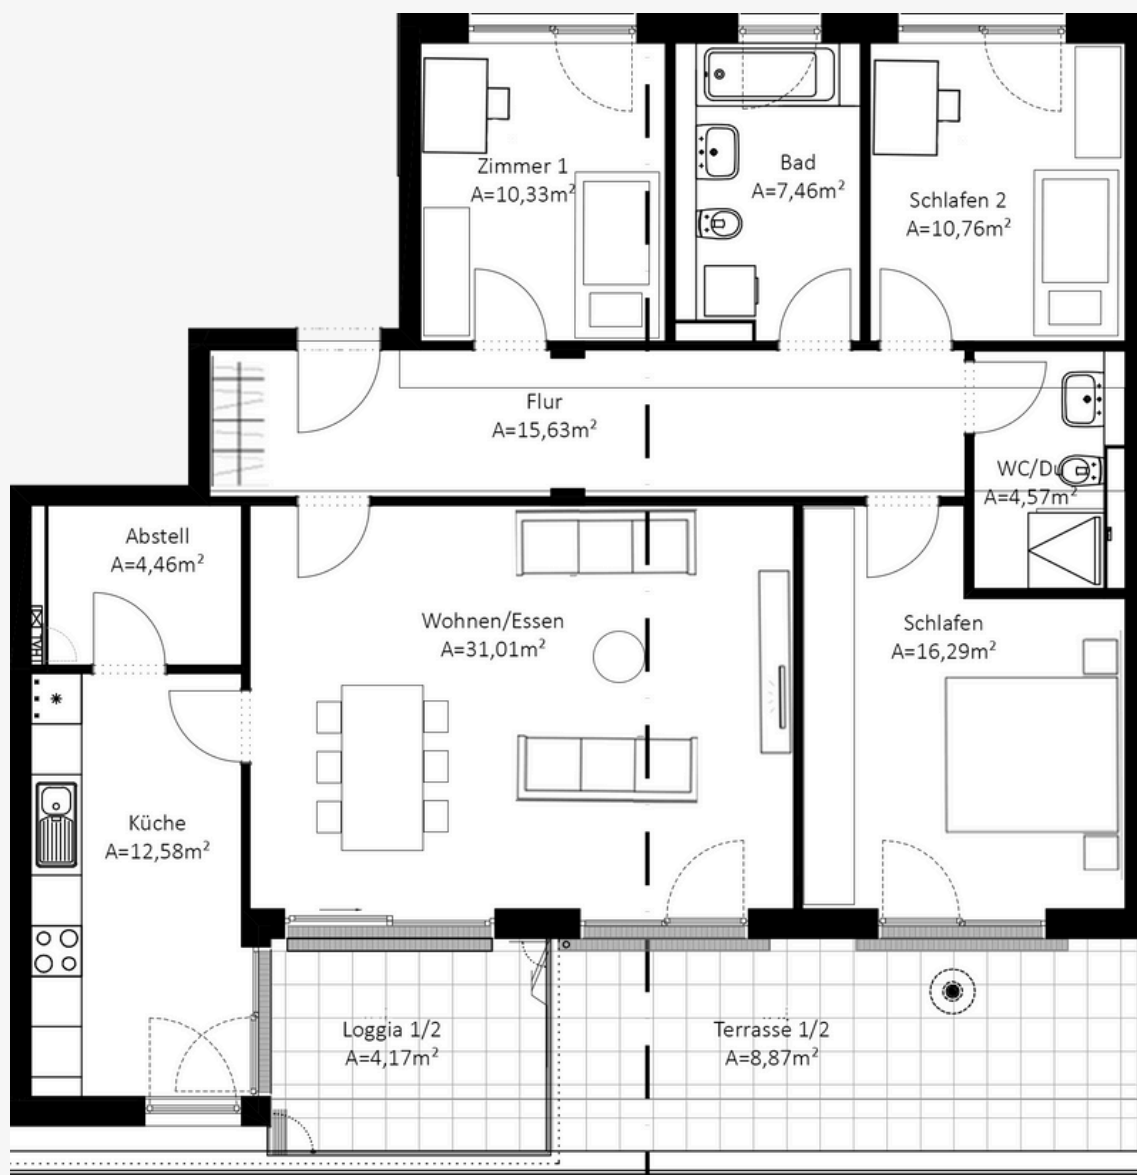 Zimmer 1
A=10,33m²
Bad
A=7,46m²
Schlafen 2
A=10,76m²
Flur
A=15,63m²
WC/Du
A=4,57m²
Abstell
A=4,46m²
Wohnen/Essen
A=31,01m²
Schlafen
A=16,29m²
Küche
A=12,58m²
Loggia 1/2
A=4,17m²
Terrasse 1/2
A=8,87m²